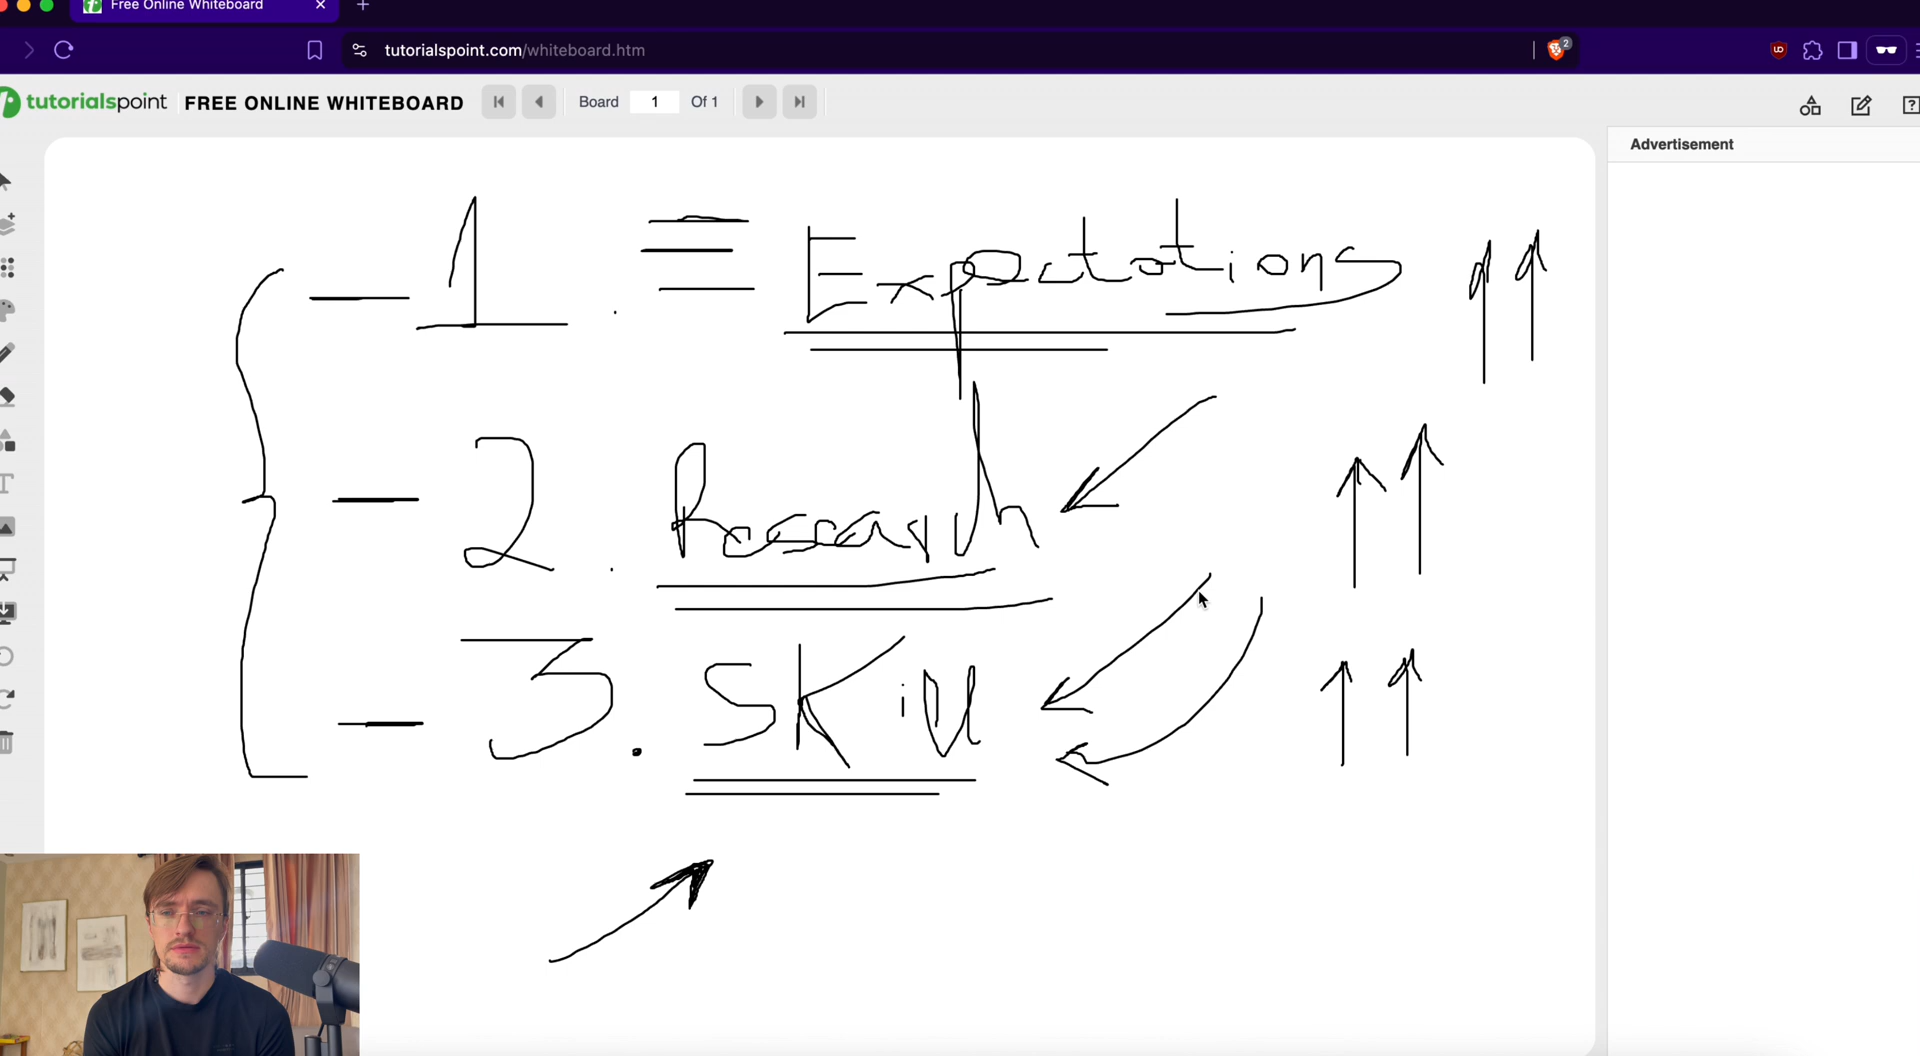 Free Online Whiteboard
tutorialspoint.com/whiteboard.htm
2
tutorialspoint FREE ONLINE WHITEBOARD Board 1 Of 1
Advertisement
1. Expectations
2. Research
3. Skill